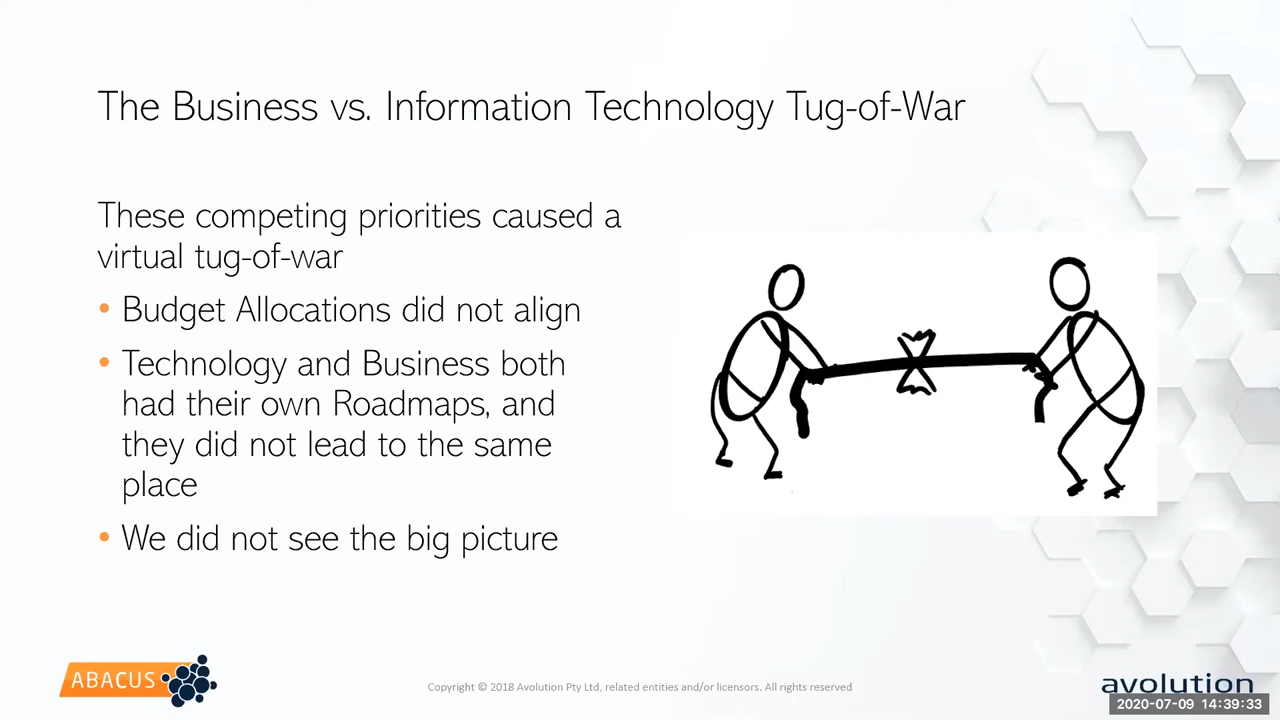 The Business vs. Information Technology Tug-of-War
These competing priorities caused a
virtual tug-of-war
• Budget Allocations did not align
• Technology and Business both
had their own Roadmaps, and
they did not lead to the same
place
• We did not see the big picture
ABACUS
Copyright © 2018 Avolution Pty Ltd, related entities and/or licensors. All rights reserved
avolution
2020-07-09 14:39:33